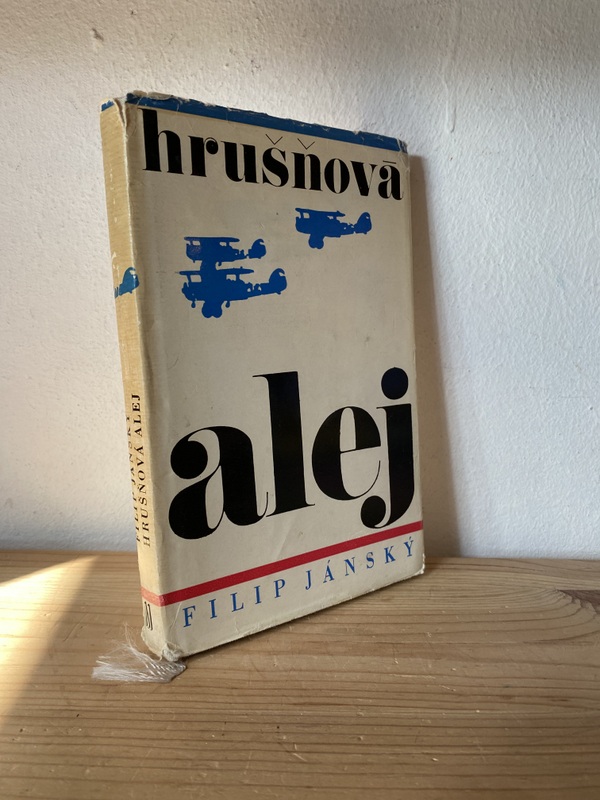 hrušňová
alej
FILIP JÁNSKÝ
FILIP JÁNSKÝ
HRUŠŇOVÁ ALEJ